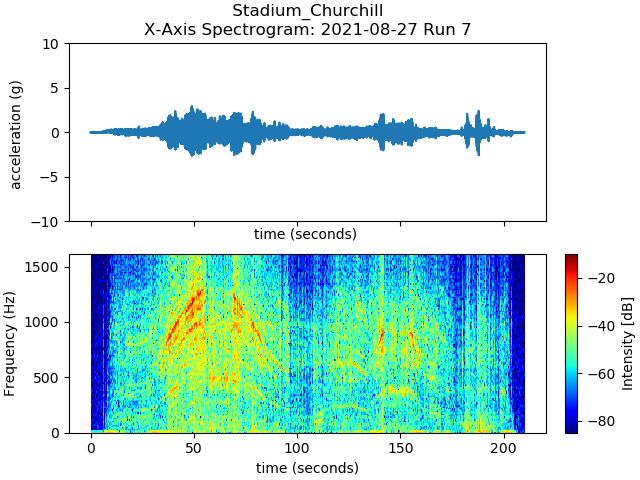 Stadium_Churchill
X-Axis Spectrogram: 2021-08-27 Run 7
10
5
0
−5
−10
acceleration (g)
time (seconds)
1500
1000
500
0
Frequency (Hz)
0 50 100 150 200
time (seconds)
−20
−40
−60
−80
Intensity [dB]